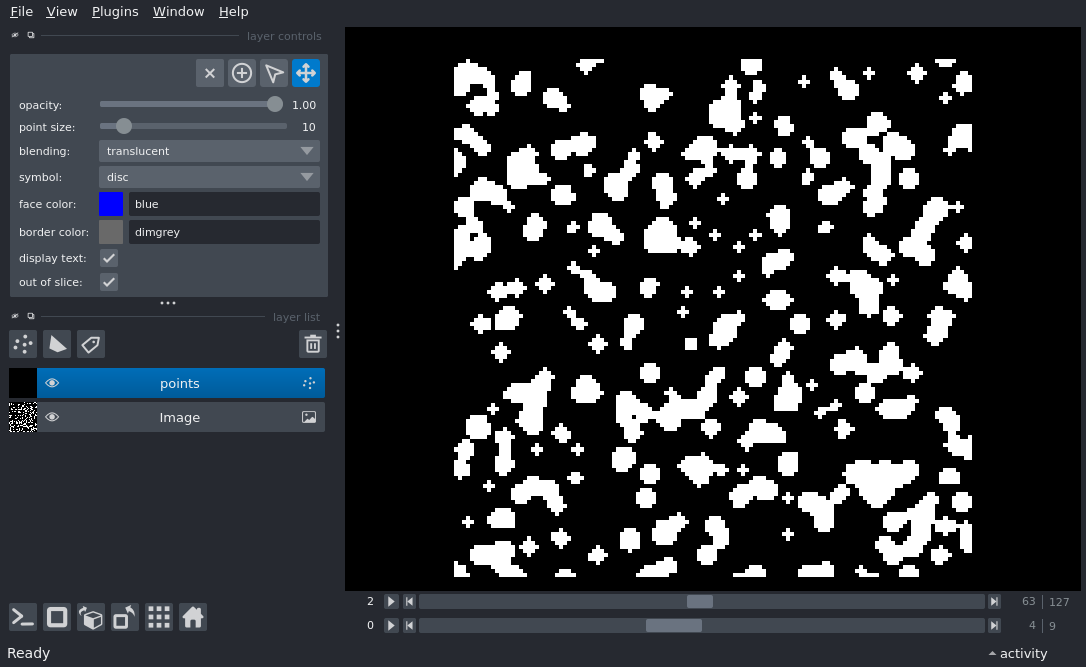 File View Plugins Window Help
layer controls
opacity: 1.00
point size: 10
blending: translucent
symbol: disc
face color: blue
border color: dimgrey
display text:
out of slice:
layer list
points
Image
2 63 127
0 4 9
Ready activity